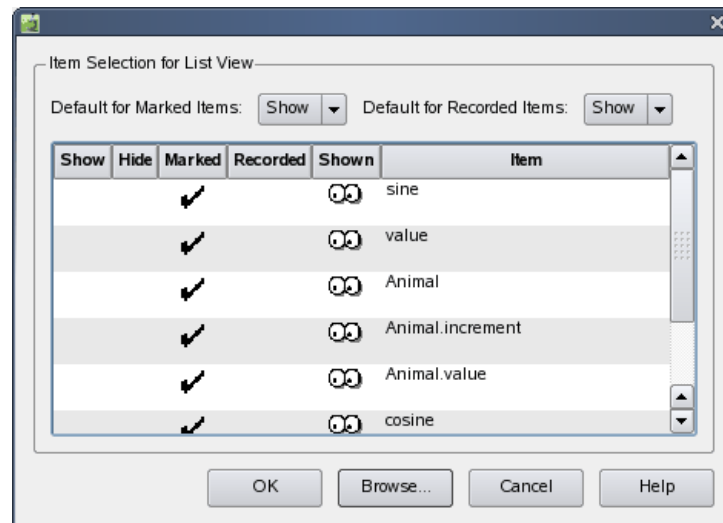 Item Selection for List View
Default for Marked Items: Show Default for Recorded Items: Show
Show Hide Marked Recorded Shown Item
sine
value
Animal
Animal.increment
Animal.value
cosine
OK Browse... Cancel Help